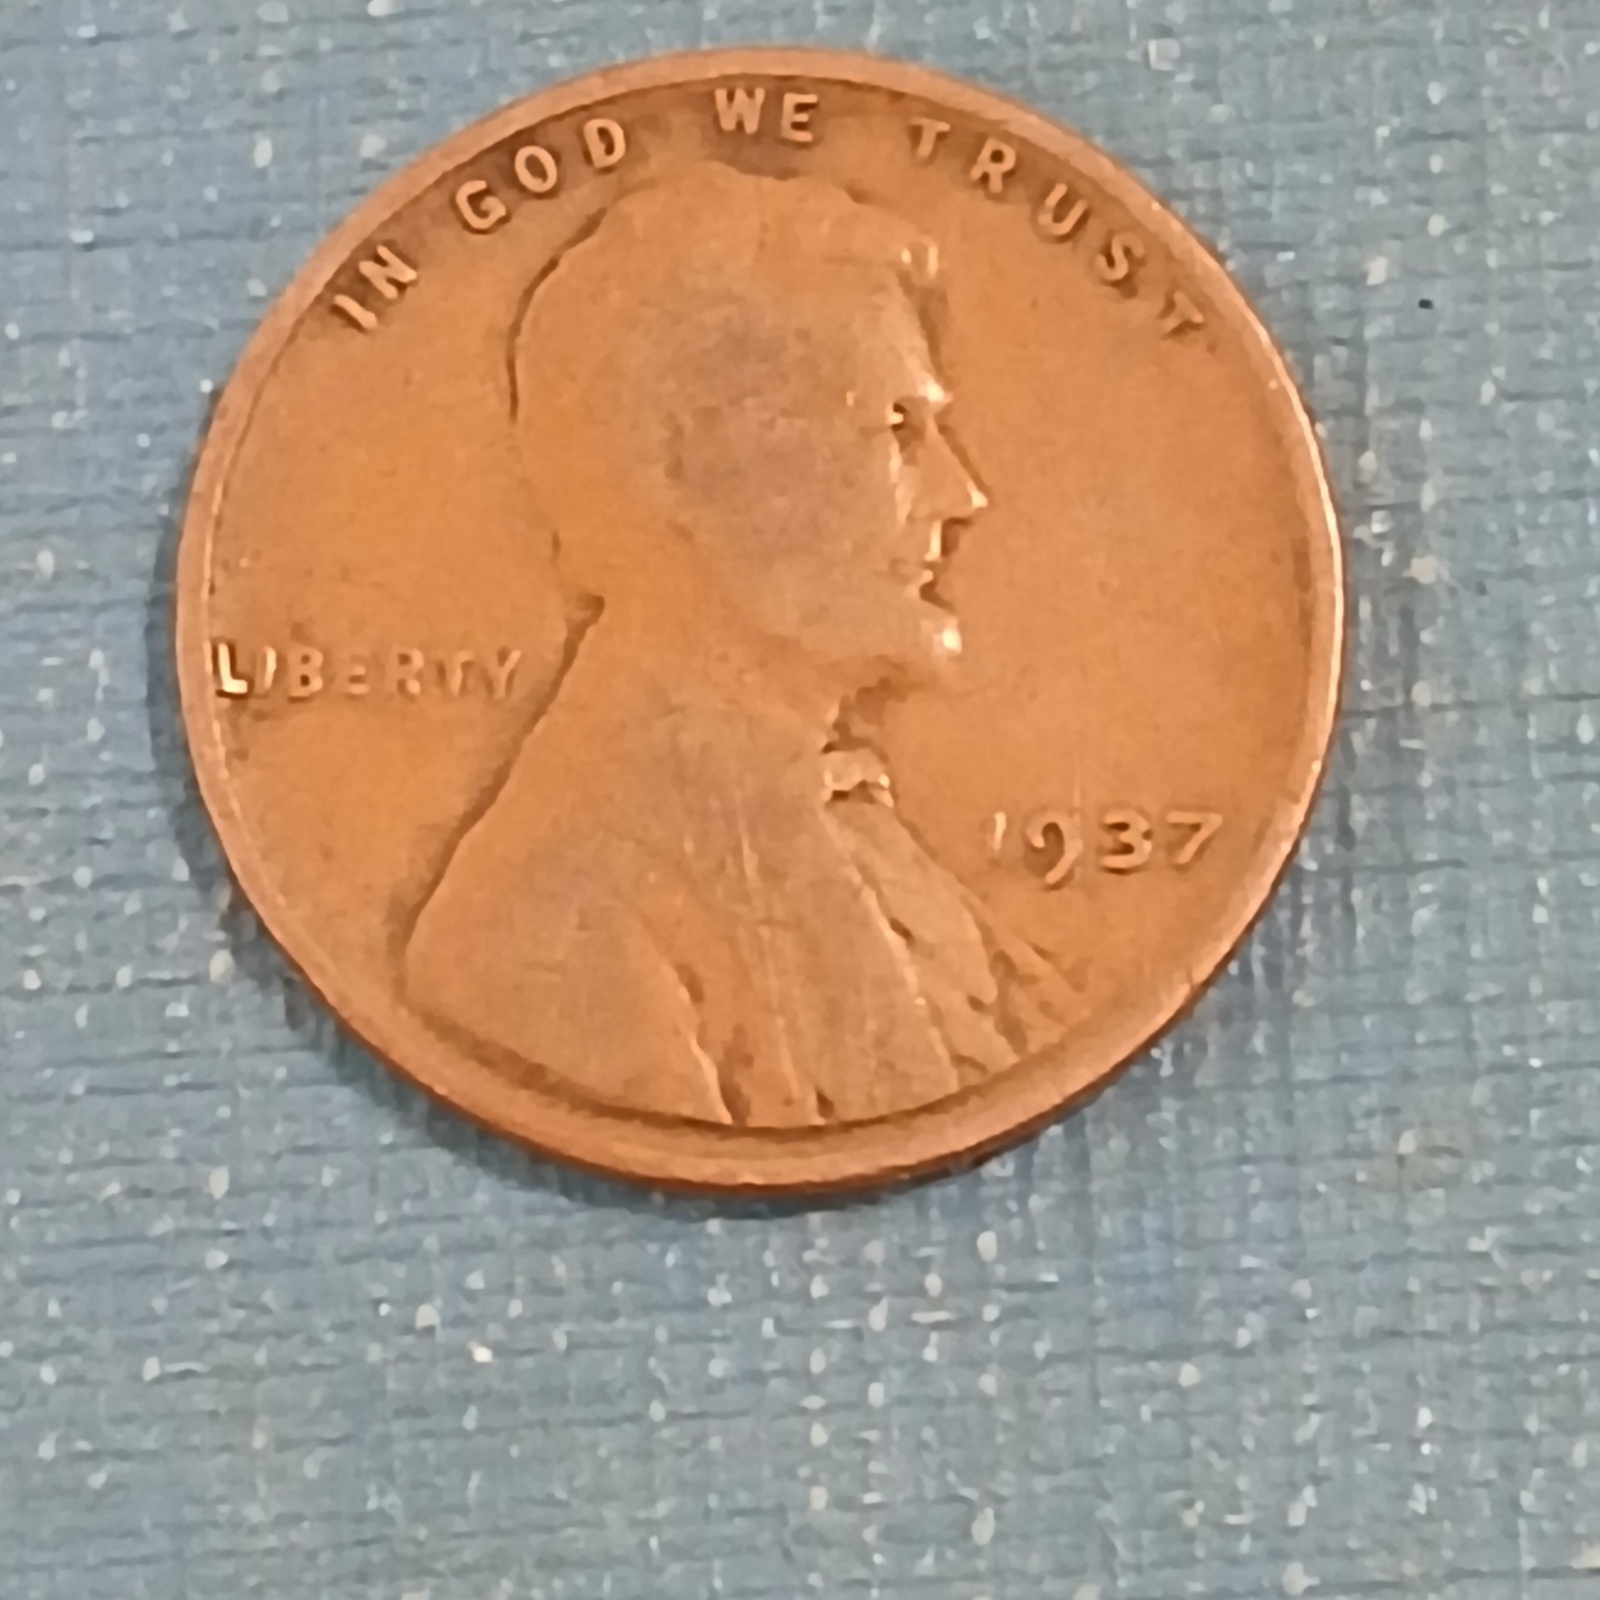 IN GOD WE TRUST
LIBERTY
1937